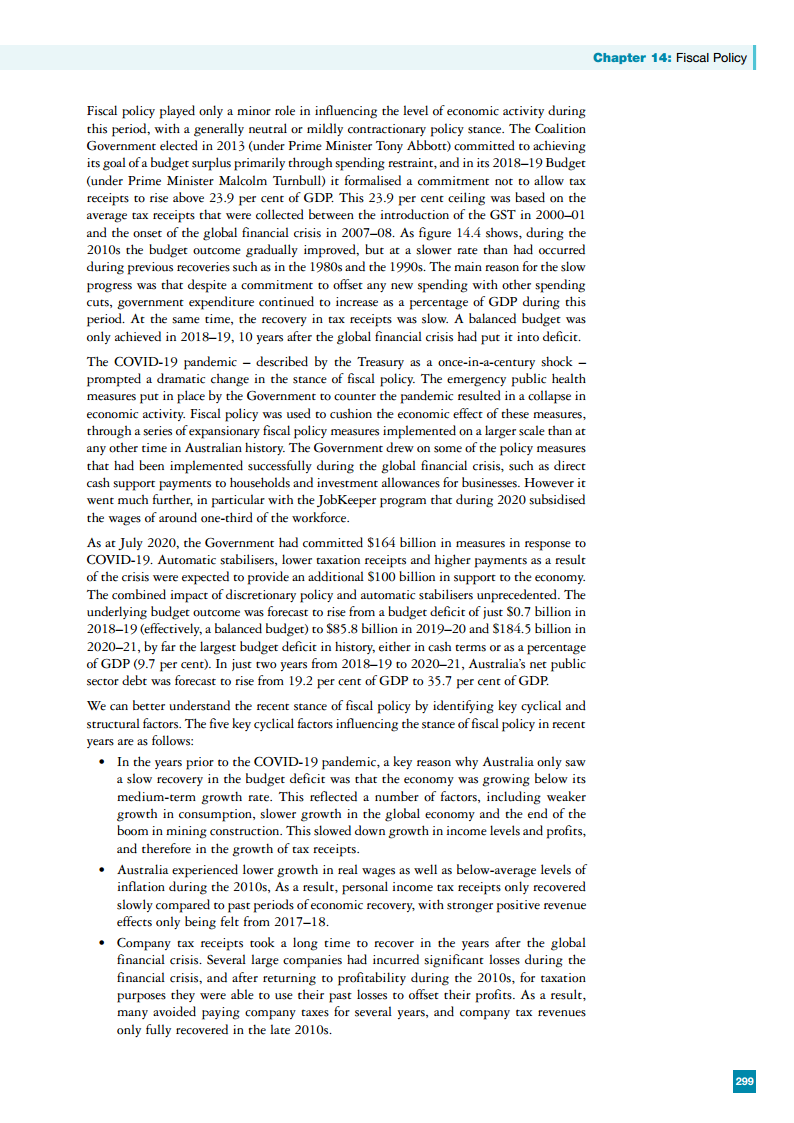 Chapter 14: Fiscal Policy
Fiscal policy played only a minor role in influencing the level of economic activity during
this period, with a generally neutral or mildly contractionary policy stance. The Coalition
Government elected in 2013 (under Prime Minister Tony Abbott) committed to achieving
its goal of a budget surplus primarily through spending restraint, and in its 2018–19 Budget
(under Prime Minister Malcolm Turnbull) it formalised a commitment not to allow tax
receipts to rise above 23.9 per cent of GDP. This 23.9 per cent ceiling was based on the
average tax receipts that were collected between the introduction of the GST in 2000–01
and the onset of the global financial crisis in 2007–08. As figure 14.4 shows, during the
2010s the budget outcome gradually improved, but at a slower rate than had occurred
during previous recoveries such as in the 1980s and the 1990s. The main reason for the slow
progress was that despite a commitment to offset any new spending with other spending
cuts, government expenditure continued to increase as a percentage of GDP during this
period. At the same time, the recovery in tax receipts was slow. A balanced budget was
only achieved in 2018–19, 10 years after the global financial crisis had put it into deficit.
The COVID-19 pandemic – described by the Treasury as a once-in-a-century shock –
prompted a dramatic change in the stance of fiscal policy. The emergency public health
measures put in place by the Government to counter the pandemic resulted in a collapse in
economic activity. Fiscal policy was used to cushion the economic effect of these measures,
through a series of expansionary fiscal policy measures implemented on a larger scale than at
any other time in Australian history. The Government drew on some of the policy measures
that had been implemented successfully during the global financial crisis, such as direct
cash support payments to households and investment allowances for businesses. However it
went much further, in particular with the JobKeeper program that during 2020 subsidised
the wages of around one-third of the workforce.
As at July 2020, the Government had committed $164 billion in measures in response to
COVID-19. Automatic stabilisers, lower taxation receipts and higher payments as a result
of the crisis were expected to provide an additional $100 billion in support to the economy.
The combined impact of discretionary policy and automatic stabilisers unprecedented. The
underlying budget outcome was forecast to rise from a budget deficit of just $0.7 billion in
2018–19 (effectively, a balanced budget) to $85.8 billion in 2019–20 and $184.5 billion in
2020–21, by far the largest budget deficit in history, either in cash terms or as a percentage
of GDP (9.7 per cent). In just two years from 2018–19 to 2020–21, Australia's net public
sector debt was forecast to rise from 19.2 per cent of GDP to 35.7 per cent of GDP.
We can better understand the recent stance of fiscal policy by identifying key cyclical and
structural factors. The five key cyclical factors influencing the stance of fiscal policy in recent
years are as follows:
• In the years prior to the COVID-19 pandemic, a key reason why Australia only saw
a slow recovery in the budget deficit was that the economy was growing below its
medium-term growth rate. This reflected a number of factors, including weaker
growth in consumption, slower growth in the global economy and the end of the
boom in mining construction. This slowed down growth in income levels and profits,
and therefore in the growth of tax receipts.
• Australia experienced lower growth in real wages as well as below-average levels of
inflation during the 2010s, As a result, personal income tax receipts only recovered
slowly compared to past periods of economic recovery, with stronger positive revenue
effects only being felt from 2017–18.
• Company tax receipts took a long time to recover in the years after the global
financial crisis. Several large companies had incurred significant losses during the
financial crisis, and after returning to profitability during the 2010s, for taxation
purposes they were able to use their past losses to offset their profits. As a result,
many avoided paying company taxes for several years, and company tax revenues
only fully recovered in the late 2010s.
299